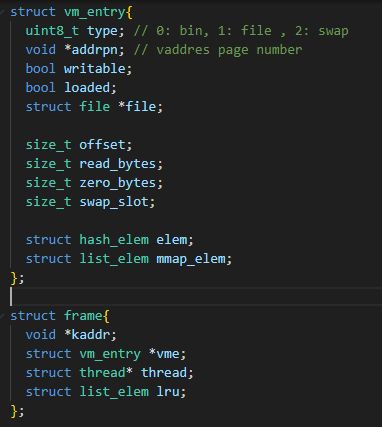 struct vm_entry{
uint8_t type; // 0: bin, 1: file , 2: swap
void *addrpn; // vaddres page number
bool writable;
bool loaded;
struct file *file;
size_t offset;
size_t read_bytes;
size_t zero_bytes;
size_t swap_slot;
struct hash_elem elem;
struct list_elem mmap_elem;
};
struct frame{
void *kaddr;
struct vm_entry *vme;
struct thread* thread;
struct list_elem lru;
};